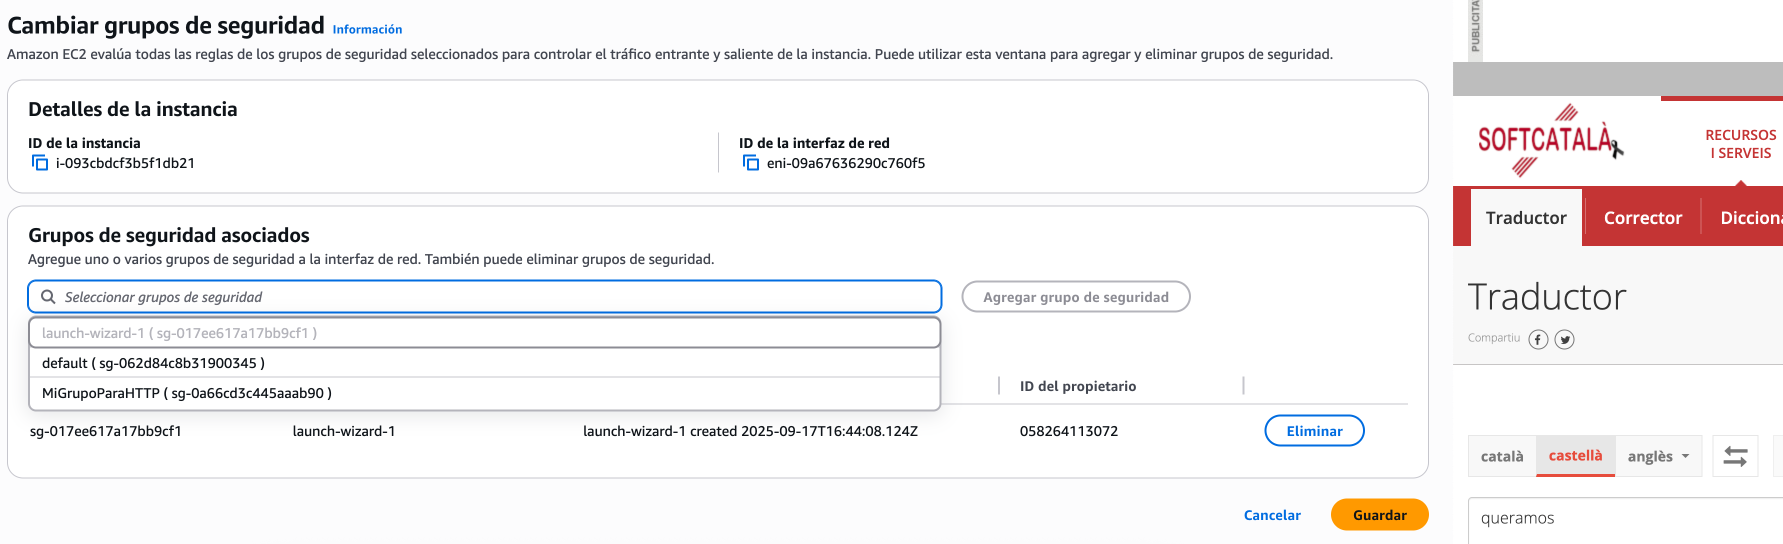 Cambiar grupos de seguridad Información
Amazon EC2 evalúa todas las reglas de los grupos de seguridad seleccionados para controlar el tráfico entrante y saliente de la instancia. Puede utilizar esta ventana para agregar y eliminar grupos de seguridad.
Detalles de la instancia
ID de la instancia
i-093cbdcf3b5f1db21
ID de la interfaz de red
eni-09a67636290c760f5
Grupos de seguridad asociados
Agregue uno o varios grupos de seguridad a la interfaz de red. También puede eliminar grupos de seguridad.
Seleccionar grupos de seguridad
Agregar grupo de seguridad
launch-wizard-1 ( sg-017ee617a17bb9cf1 )
default ( sg-062d84c8b31900345 )
MiGrupoParaHTTP ( sg-0a66cd3c445aaab90 )
ID del propietario
sg-017ee617a17bb9cf1 launch-wizard-1 launch-wizard-1 created 2025-09-17T16:44:08.124Z 058264113072 Eliminar
Cancelar Guardar
PUBLICITA
SOFTCATALÀ
RECURSOS
I SERVEIS
Traductor Corrector Dicciona
Traductor
Compartiu
català castellà anglès
queramos